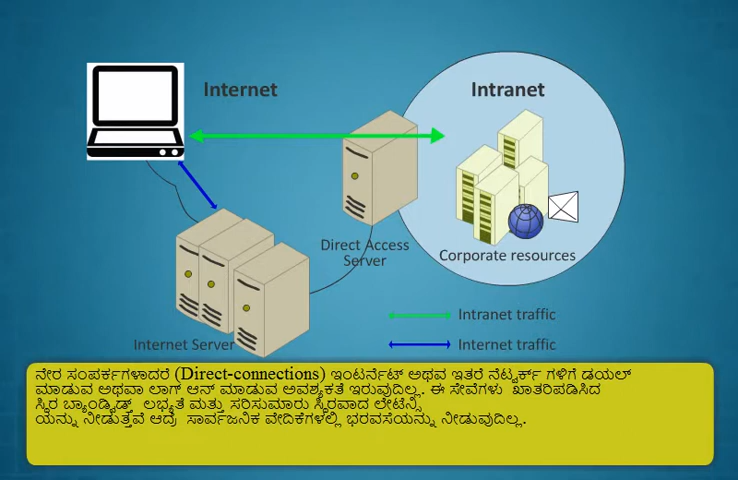 Internet
Intranet
Direct Access
Server
Corporate resources
Intranet traffic
Internet Server
Internet traffic
ನೇರ ಸಂಪರ್ಕಗಳಾದರೆ (Direct-connections) ಇಂಟರ್ನೆಟ್ ಅಥವ ಇತರೆ ನೆಟ್ವರ್ಕ್ ಗಳಿಗೆ ಡಯಲ್
ಮಾಡುವ ಅಥವಾ ಲಾಗ್ ಆನ್ ಮಾಡುವ ಅವಶ್ಯಕತೆ ಇರುವುದಿಲ್ಲ. ಈ ಸೇವೆಗಳು ಖಾತರಿಪಡಿಸಿದ
ಸ್ಥಿರ ಬ್ಯಾಂಡ್ವಿಡ್ತ್ ಲಭ್ಯತೆ ಮತ್ತು ಸರಿಸುಮಾರು ಸ್ಥಿರವಾದ ಲೇಟೆನ್ಸಿ
ಯನ್ನು ನೀಡುತ್ತವೆ ಆದ್ರೆ ಸಾರ್ವಜನಿಕ ವೇದಿಕೆಗಳಲ್ಲಿ ಭರವಸೆಯನ್ನು ನೀಡುವುದಿಲ್ಲ.